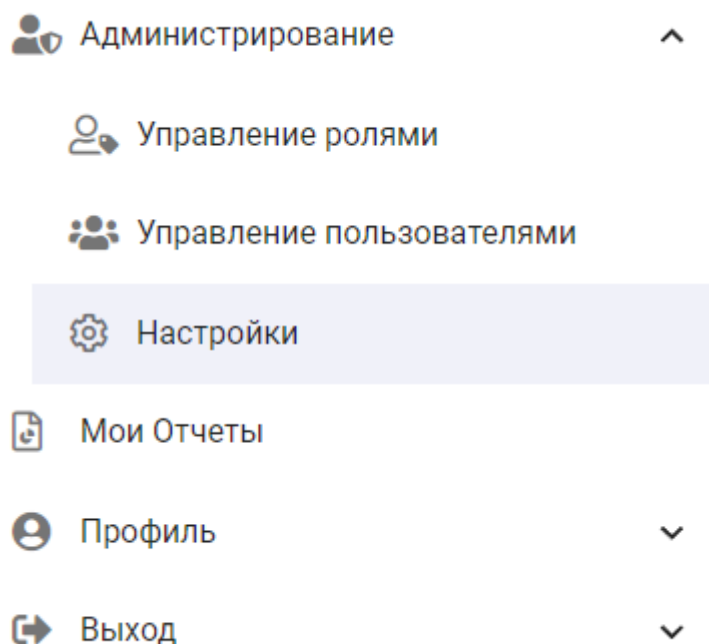 Администрирование
Управление ролями
Управление пользователями
Настройки
Мои Отчеты
Профиль
Выход